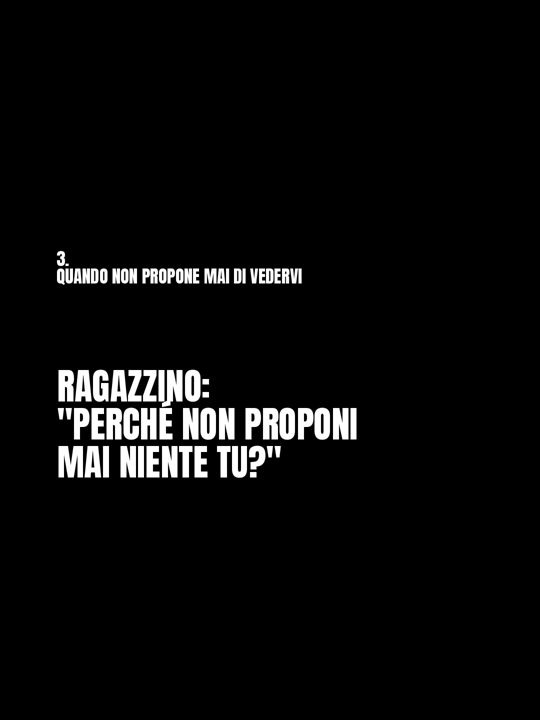 3.
QUANDO NON PROPONE MAI DI VEDERVI
RAGAZZINO:
"PERCHÉ NON PROPONI
MAI NIENTE TU?"